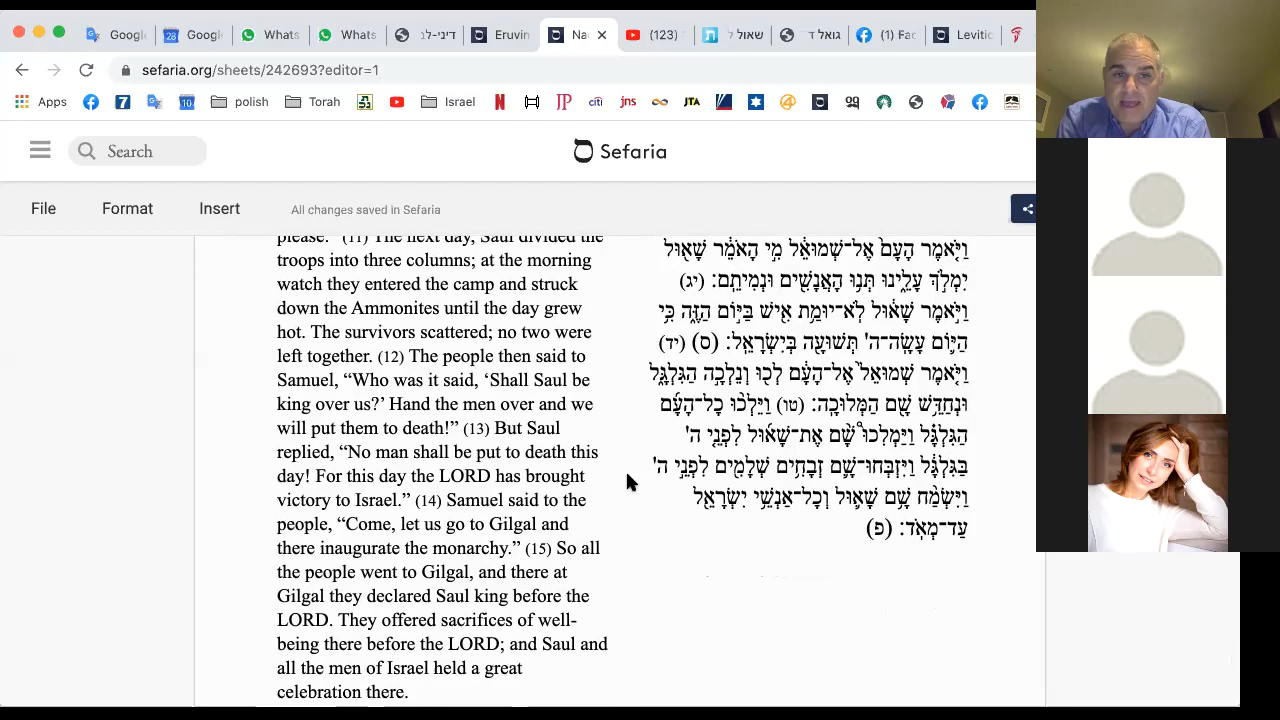 Googl
Googl
Whats
Whats
דיני-לג
Eruvin
Na
(123)
שאול ל
גואל ד
(1) Fac
Levitic
sefaria.org/sheets/242693?editor=1
Apps
7
10
polish
Torah
Israel
N
JP
citi
jns
JTA
Search
Sefaria
File
Format
Insert
All changes saved in Sefaria
please.” (11) The next day, Saul divided the
troops into three columns; at the morning
watch they entered the camp and struck
down the Ammonites until the day grew
hot. The survivors scattered; no two were
left together. (12) The people then said to
Samuel, “Who was it said, ‘Shall Saul be
king over us?’ Hand the men over and we
will put them to death!” (13) But Saul
replied, “No man shall be put to death this
day! For this day the LORD has brought
victory to Israel.” (14) Samuel said to the
people, “Come, let us go to Gilgal and
there inaugurate the monarchy.” (15) So all
the people went to Gilgal, and there at
Gilgal they declared Saul king before the
LORD. They offered sacrifices of well-
being there before the LORD; and Saul and
all the men of Israel held a great
celebration there.
וַיֹּ֤אמֶר הָעָם֙ אֶל־שְׁמוּאֵ֔ל מִ֣י הָאֹמֵ֔ר שָׁא֖וּל
יִמְלֹ֣ךְ עָלֵ֑ינוּ תְּנ֥וּ הָאֲנָשִׁ֖ים וּנְמִיתֵֽם׃ (יג)
וַיֹּ֣אמֶר שָׁא֔וּל לֹֽא־יוּמַ֥ת אִ֖ישׁ בַּיּ֣וֹם הַזֶּ֑ה כִּ֥י
הַיּ֛וֹם עָשָֽׂה־ה' תְּשׁוּעָ֖ה בְּיִשְׂרָאֵֽל׃ (ס) (יד)
וַיֹּ֤אמֶר שְׁמוּאֵל֙ אֶל־הָעָ֔ם לְכ֖וּ וְנֵלְכָ֣ה הַגִּלְגָּ֑ל
וּנְחַדֵּ֥שׁ שָׁ֖ם הַמְּלוּכָֽה׃ (טו) וַיֵּלְכ֨וּ כָל־הָעָ֜ם
הַגִּלְגָּ֗ל וַיַּמְלִכוּ֩ שָׁ֨ם אֶת־שָׁא֜וּל לִפְנֵ֤י ה'
בַּגִּלְגָּ֔ל וַיִּזְבְּחוּ־שָׁ֛ם זְבָחִ֥ים שְׁלָמִ֖ים לִפְנֵ֣י ה'
וַיִּשְׂמַ֨ח שָׁ֥ם שָׁא֛וּל וְכָל־אַנְשֵׁ֥י יִשְׂרָאֵ֖ל
עַד־מְאֹֽד׃ (פ)